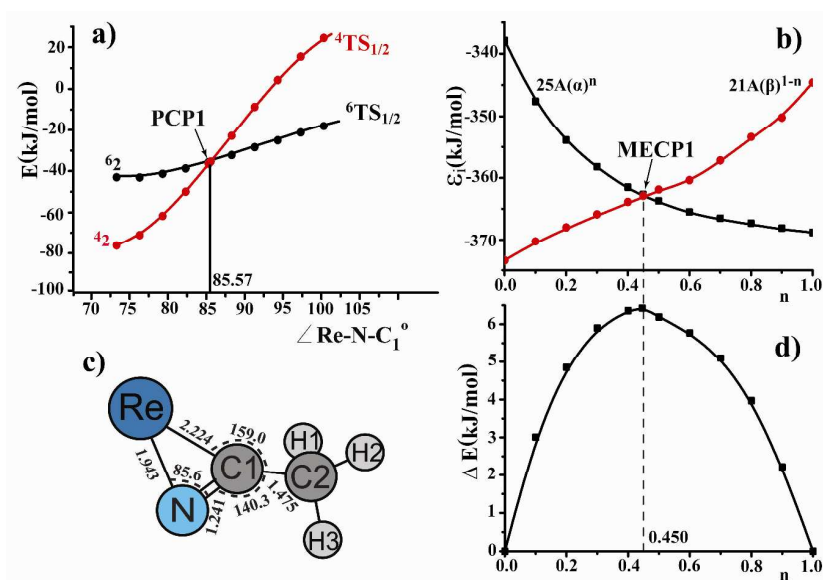 a)
E(kJ/mol)
20
0
-20
-40
-60
-80
-100
⁴TS₁/₂
PCP1
⁶TS₁/₂
⁶2
⁴2
85.57
70 75 80 85 90 95 100
∠Re-N-C₁°
b)
εᵢ(kJ/mol)
-340
-350
-360
-370
25A(α)ⁿ
21A(β)¹⁻ⁿ
MECP1
0.0 0.2 0.4 0.6 0.8 1.0
n
c)
Re
N
C1
C2
H1
H2
H3
2.224
159.0
1.943
85.6
1.241
140.3
1.475
d)
ΔE(kJ/mol)
6
5
4
3
2
1
0
0.450
0.0 0.2 0.4 0.6 0.8 1.0
n